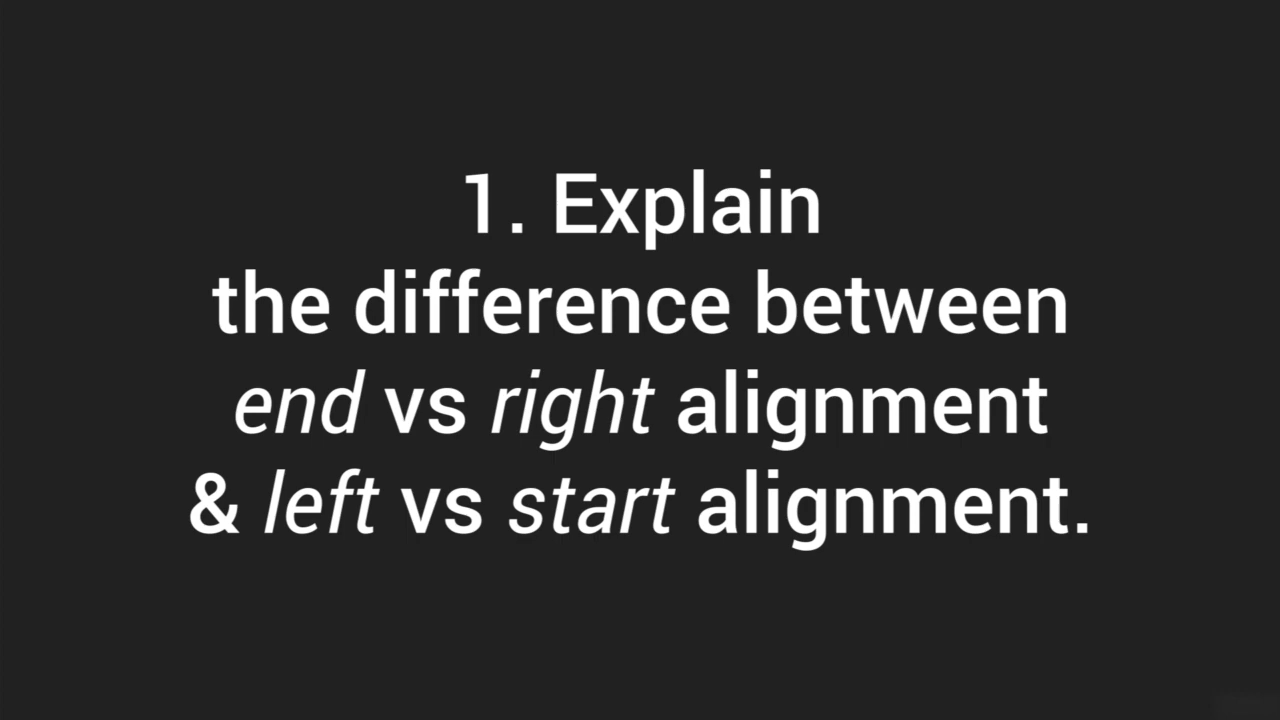 1. Explain
the difference between
end vs right alignment
& left vs start alignment.